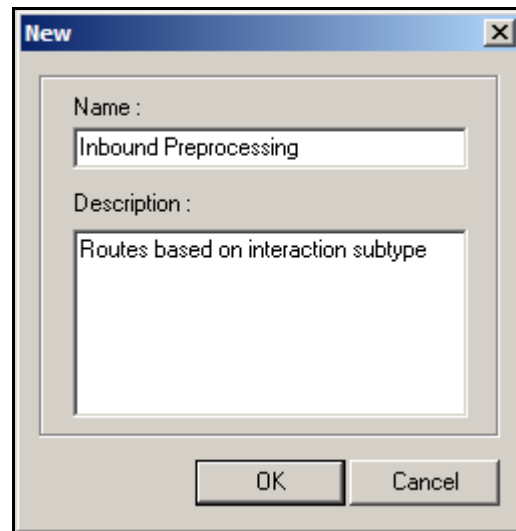 New
Name :
Inbound Preprocessing
Description :
Routes based on interaction subtype
OK Cancel